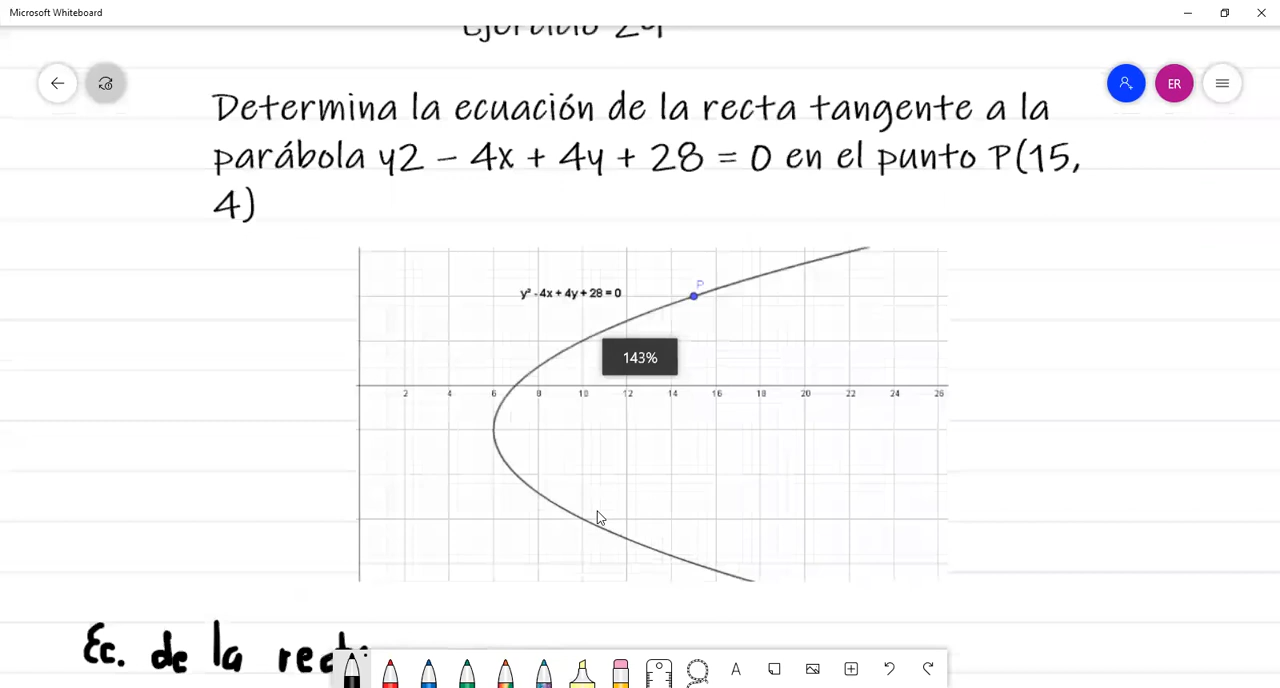 Microsoft Whiteboard
ER
Determina la ecuación de la recta tangente a la
parábola y2 - 4x + 4y + 28 = 0 en el punto P(15,
4)
y² - 4x + 4y + 28 = 0
P
143%
2 4 6 8 10 12 14 16 18 20 22 24 26
Ec. de la
A